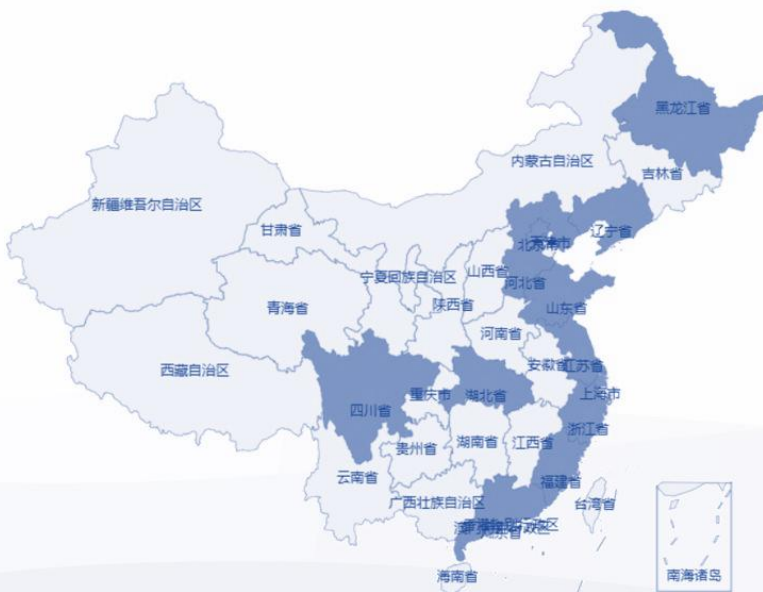 黑龙江省
内蒙古自治区
吉林省
新疆维吾尔自治区
甘肃省
辽宁省
宁夏回族自治区
山西省
河北省
青海省
陕西省
山东省
河南省
西藏自治区
安徽省
江苏省
重庆市
湖北省
上海市
四川省
浙江省
湖南省
江西省
贵州省
云南省
福建省
广西壮族自治区
台湾省
海南省
南海诸岛